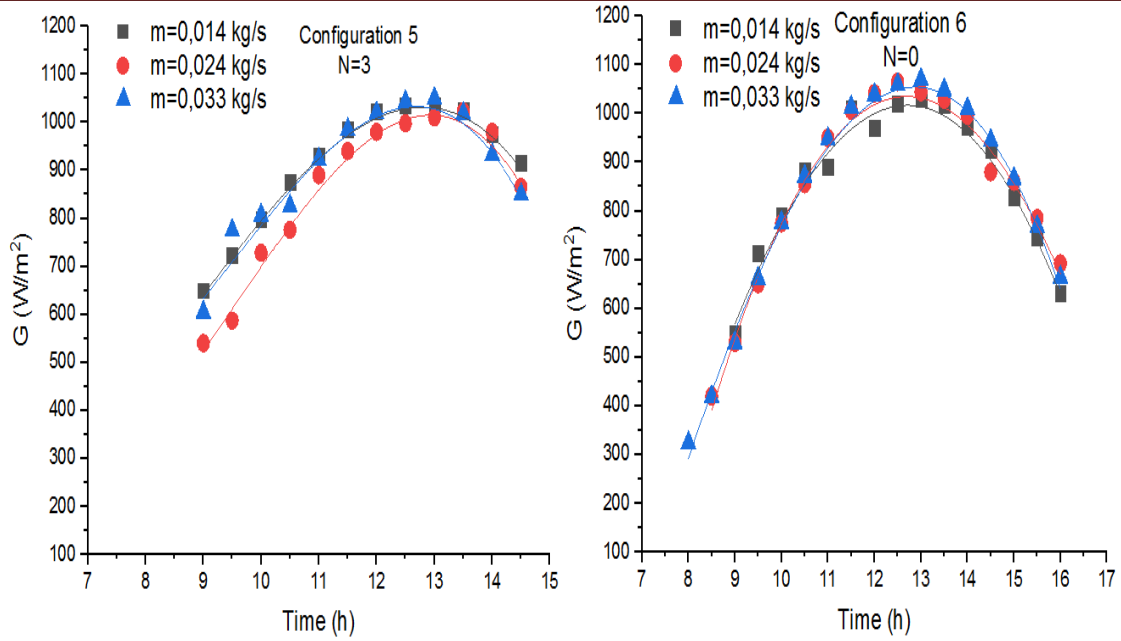 m=0,014 kg/s
m=0,024 kg/s
m=0,033 kg/s
Configuration 5
N=3
1200
1100
1000
900
800
700
600
500
400
300
200
100
G (W/m²)
7 8 9 10 11 12 13 14 15
Time (h)
m=0,014 kg/s
m=0,024 kg/s
m=0,033 kg/s
Configuration 6
N=0
1200
1100
1000
900
800
700
600
500
400
300
200
100
G (W/m²)
7 8 9 10 11 12 13 14 15 16 17
Time (h)